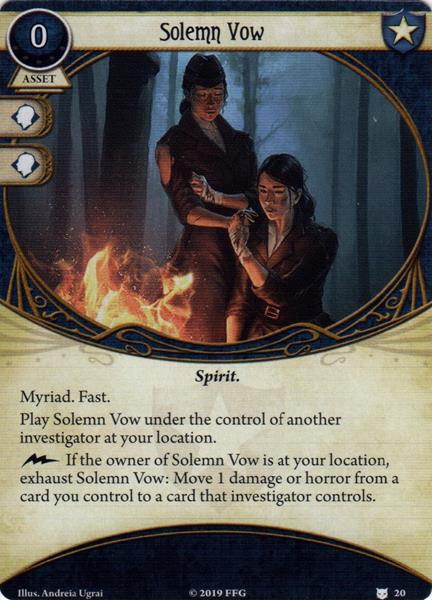 Solemn Vow
0
ASSET
Spirit.
Myriad. Fast.
Play Solemn Vow under the control of another
investigator at your location.
If the owner of Solemn Vow is at your location,
exhaust Solemn Vow: Move 1 damage or horror from a
card you control to a card that investigator controls.
Illus. Andreia Ugrai
© 2019 FFG
20